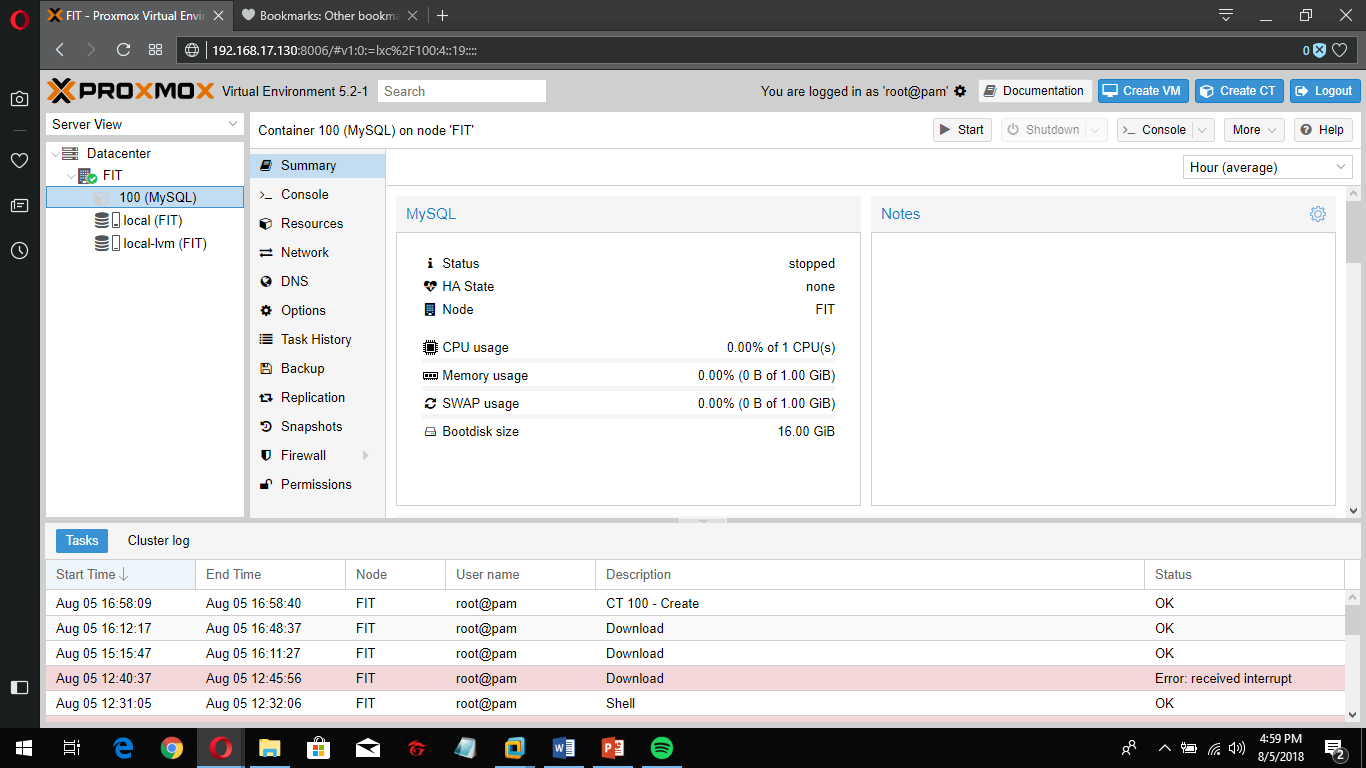 FIT - Proxmox Virtual Envir
Bookmarks: Other bookma
192.168.17.130:8006/#v1:0:=lxc%2F100:4::19::::
0
PROXMOX Virtual Environment 5.2-1 Search You are logged in as 'root@pam' Documentation Create VM Create CT Logout
Server View
Datacenter
FIT
100 (MySQL)
local (FIT)
local-lvm (FIT)
Container 100 (MySQL) on node 'FIT' Start Shutdown Console More Help
Summary
Console
Resources
Network
DNS
Options
Task History
Backup
Replication
Snapshots
Firewall
Permissions
Hour (average)
MySQL
Status stopped
HA State none
Node FIT
CPU usage 0.00% of 1 CPU(s)
Memory usage 0.00% (0 B of 1.00 GiB)
SWAP usage 0.00% (0 B of 1.00 GiB)
Bootdisk size 16.00 GiB
Notes
Tasks Cluster log
Start Time End Time Node User name Description Status
Aug 05 16:58:09 Aug 05 16:58:40 FIT root@pam CT 100 - Create OK
Aug 05 16:12:17 Aug 05 16:48:37 FIT root@pam Download OK
Aug 05 15:15:47 Aug 05 16:11:27 FIT root@pam Download OK
Aug 05 12:40:37 Aug 05 12:45:56 FIT root@pam Download Error: received interrupt
Aug 05 12:31:05 Aug 05 12:32:06 FIT root@pam Shell OK
4:59 PM
8/5/2018
2